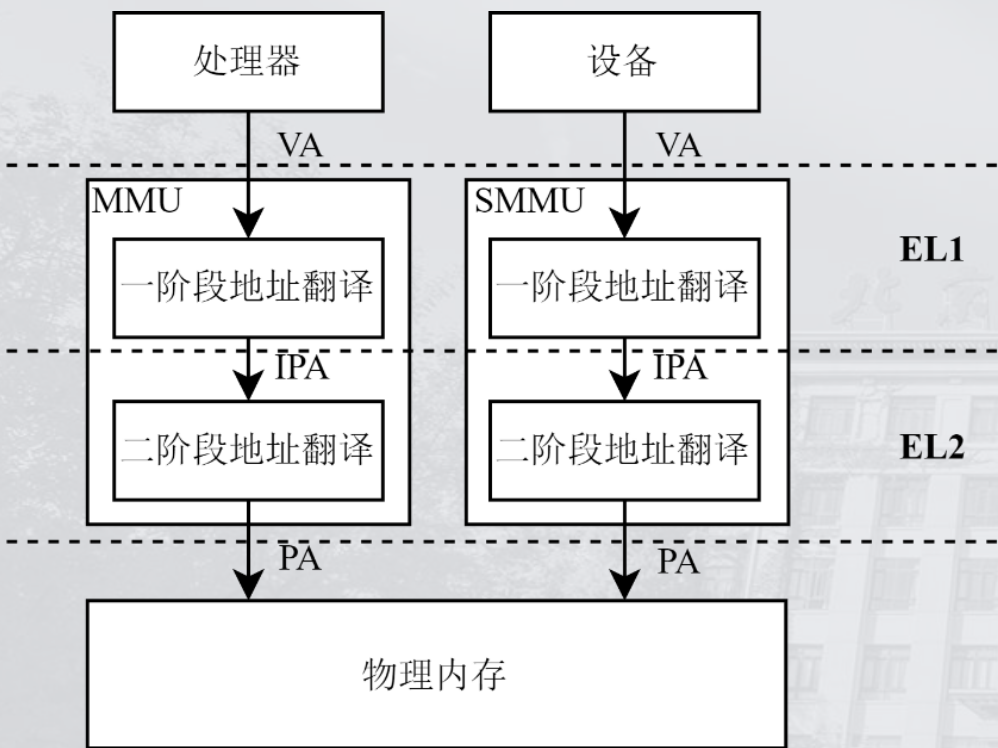 处理器
设备
VA
VA
MMU
SMMU
EL1
一阶段地址翻译
一阶段地址翻译
IPA
IPA
EL2
二阶段地址翻译
二阶段地址翻译
PA
PA
物理内存